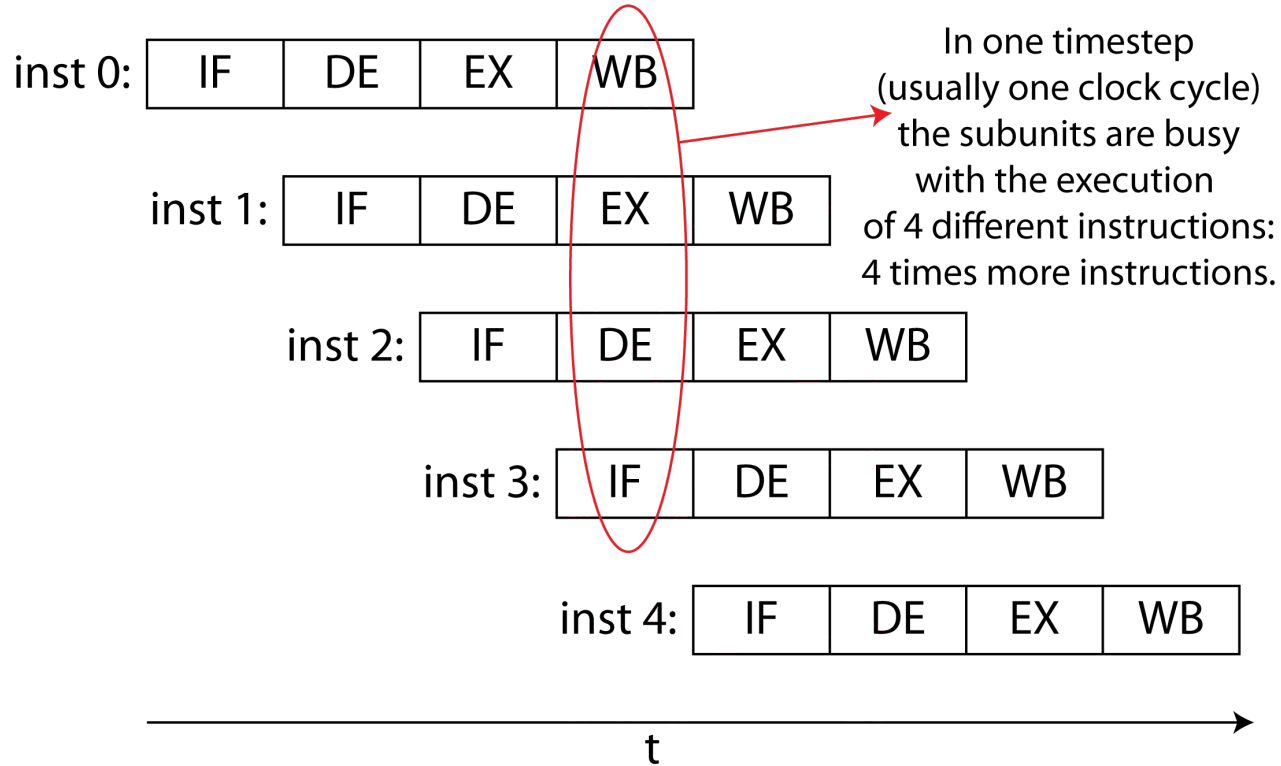 inst 0: IF DE EX WB
In one timestep
(usually one clock cycle)
the subunits are busy
with the execution
of 4 different instructions:
4 times more instructions.
inst 1: IF DE EX WB
inst 2: IF DE EX WB
inst 3: IF DE EX WB
inst 4: IF DE EX WB
t